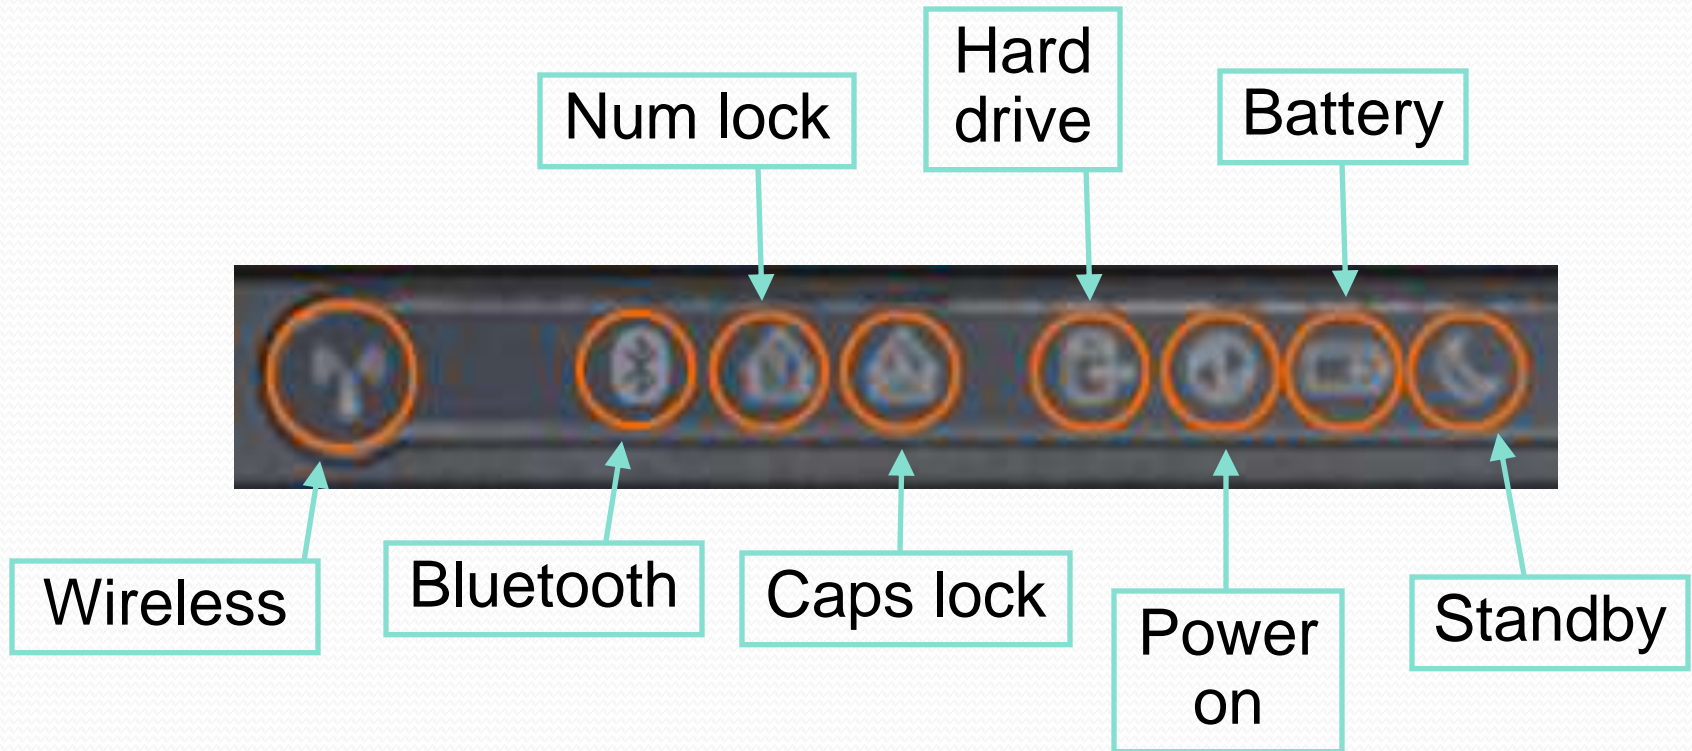 Hard
drive
Num lock
Battery
Wireless
Bluetooth
Caps lock
Power
on
Standby